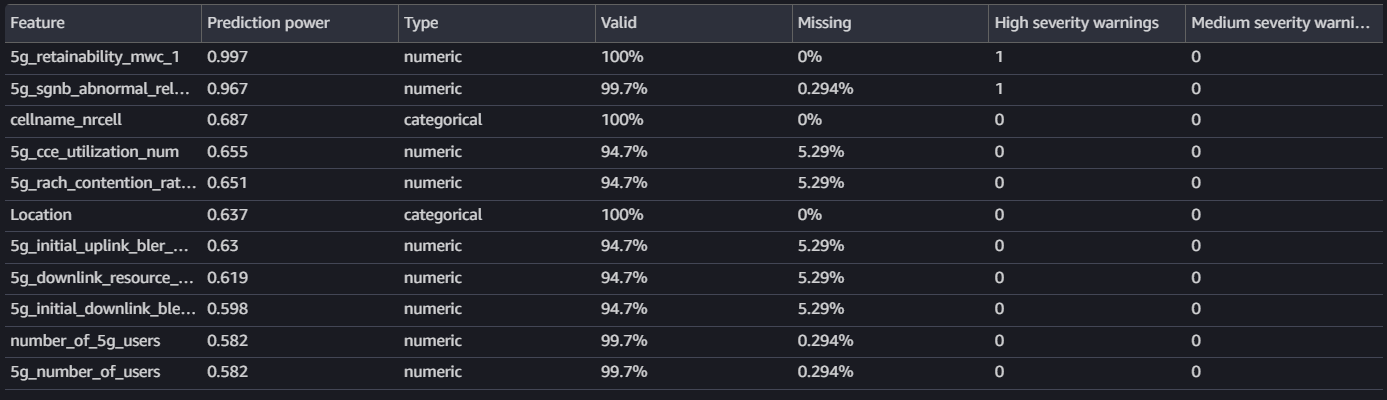 Feature Prediction power Type Valid Missing High severity warnings Medium severity warni...
5g_retainability_mwc_1 0.997 numeric 100% 0% 1 0
5g_sgnb_abnormal_rel... 0.967 numeric 99.7% 0.294% 1 0
cellname_nrcell 0.687 categorical 100% 0% 0 0
5g_cce_utilization_num 0.655 numeric 94.7% 5.29% 0 0
5g_rach_contention_rat... 0.651 numeric 94.7% 5.29% 0 0
Location 0.637 categorical 100% 0% 0 0
5g_initial_uplink_bler_... 0.63 numeric 94.7% 5.29% 0 0
5g_downlink_resource_... 0.619 numeric 94.7% 5.29% 0 0
5g_initial_downlink_ble... 0.598 numeric 94.7% 5.29% 0 0
number_of_5g_users 0.582 numeric 99.7% 0.294% 0 0
5g_number_of_users 0.582 numeric 99.7% 0.294% 0 0